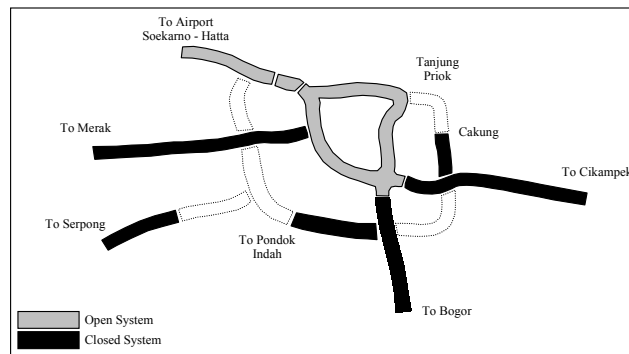 To Airport
Soekarno - Hatta
Tanjung
Priok
To Merak
Cakung
To Cikampek
To Serpong
To Pondok
Indah
To Bogor
Open System
Closed System